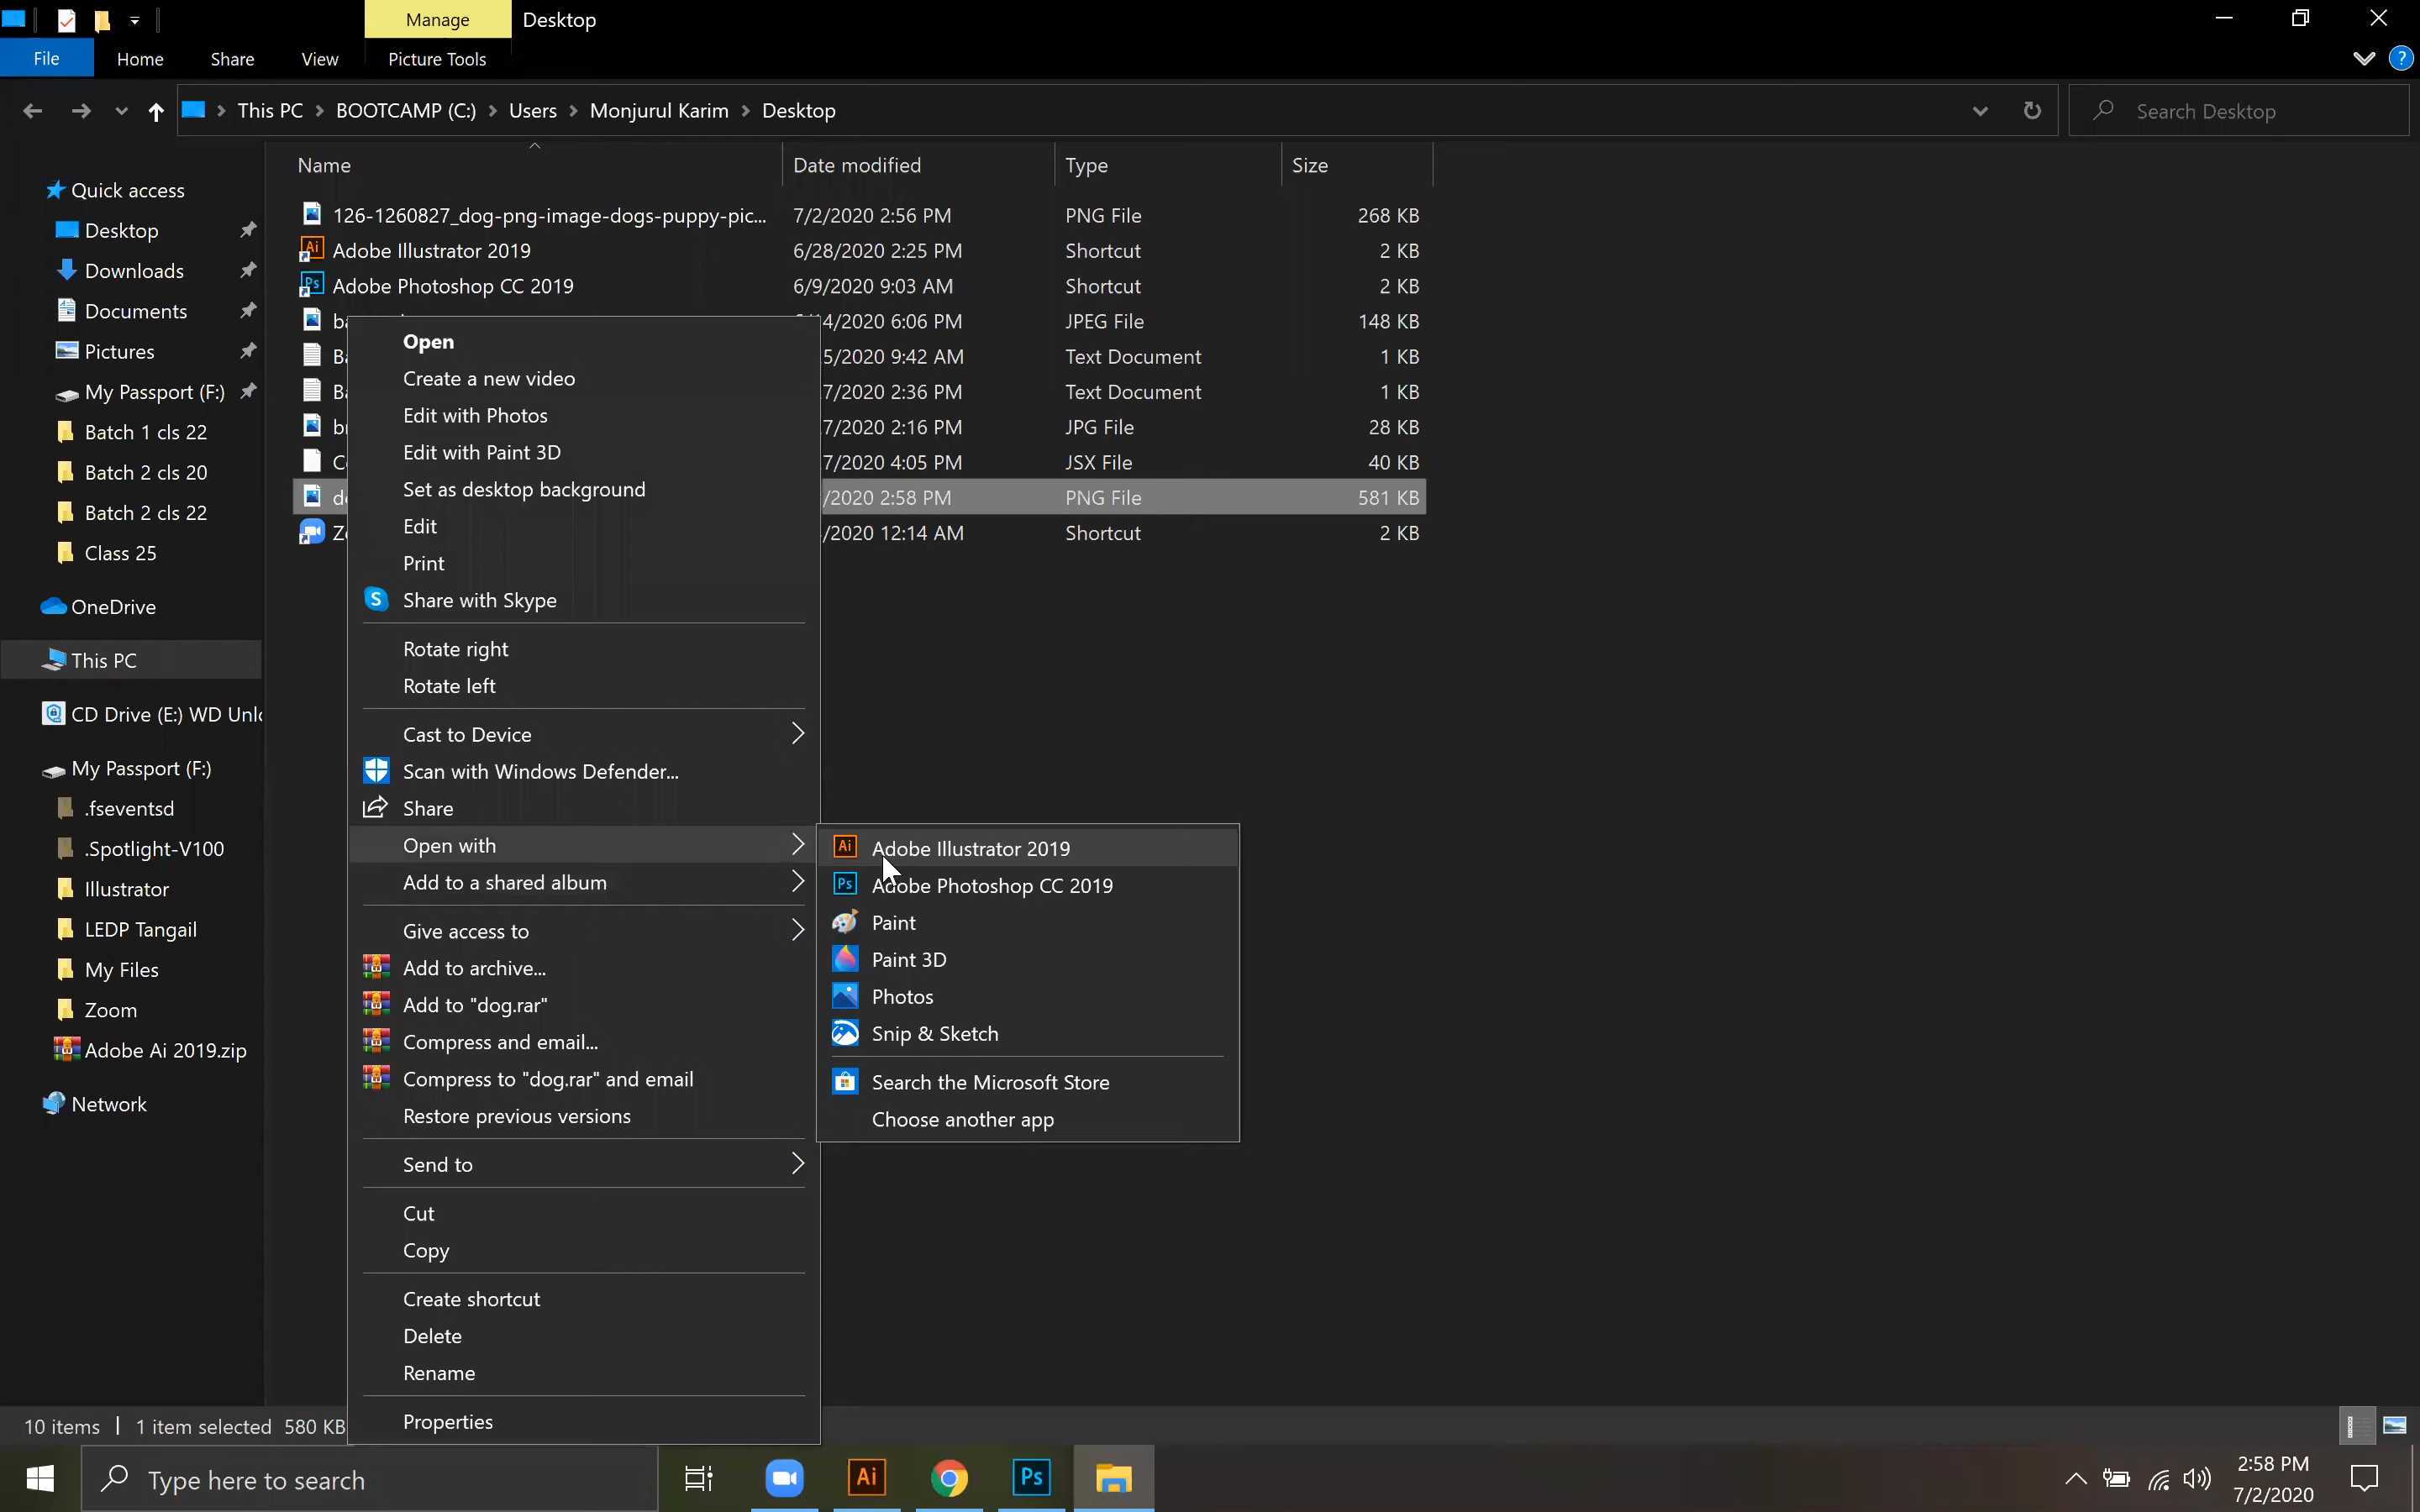 Manage
Desktop
File
Home
Share
View
Picture Tools
This PC
BOOTCAMP (C:)
Users
Monjurul Karim
Desktop
Search Desktop
Name
Date modified
Type
Size
126-1260827_dog-png-image-dogs-puppy-pic... 7/2/2020 2:56 PM PNG File 268 KB
Adobe Illustrator 2019 6/28/2020 2:25 PM Shortcut 2 KB
Adobe Photoshop CC 2019 6/9/2020 9:03 AM Shortcut 2 KB
4/2020 6:06 PM JPEG File 148 KB
5/2020 9:42 AM Text Document 1 KB
7/2020 2:36 PM Text Document 1 KB
7/2020 2:16 PM JPG File 28 KB
7/2020 4:05 PM JSX File 40 KB
/2020 2:58 PM PNG File 581 KB
/2020 12:14 AM Shortcut 2 KB
Quick access
Desktop
Downloads
Documents
Pictures
My Passport (F:)
Batch 1 cls 22
Batch 2 cls 20
Batch 2 cls 22
Class 25
OneDrive
This PC
CD Drive (E:) WD Unlo
My Passport (F:)
.fseventsd
.Spotlight-V100
Illustrator
LEDP Tangail
My Files
Zoom
Adobe Ai 2019.zip
Network
Open
Create a new video
Edit with Photos
Edit with Paint 3D
Set as desktop background
Edit
Print
Share with Skype
Rotate right
Rotate left
Cast to Device
Scan with Windows Defender...
Share
Open with
Add to a shared album
Give access to
Add to archive...
Add to "dog.rar"
Compress and email...
Compress to "dog.rar" and email
Restore previous versions
Send to
Cut
Copy
Create shortcut
Delete
Rename
Properties
Adobe Illustrator 2019
Adobe Photoshop CC 2019
Paint
Paint 3D
Photos
Snip & Sketch
Search the Microsoft Store
Choose another app
10 items
1 item selected 580 KB
Type here to search
Ai
Ps
2:58 PM
7/2/2020